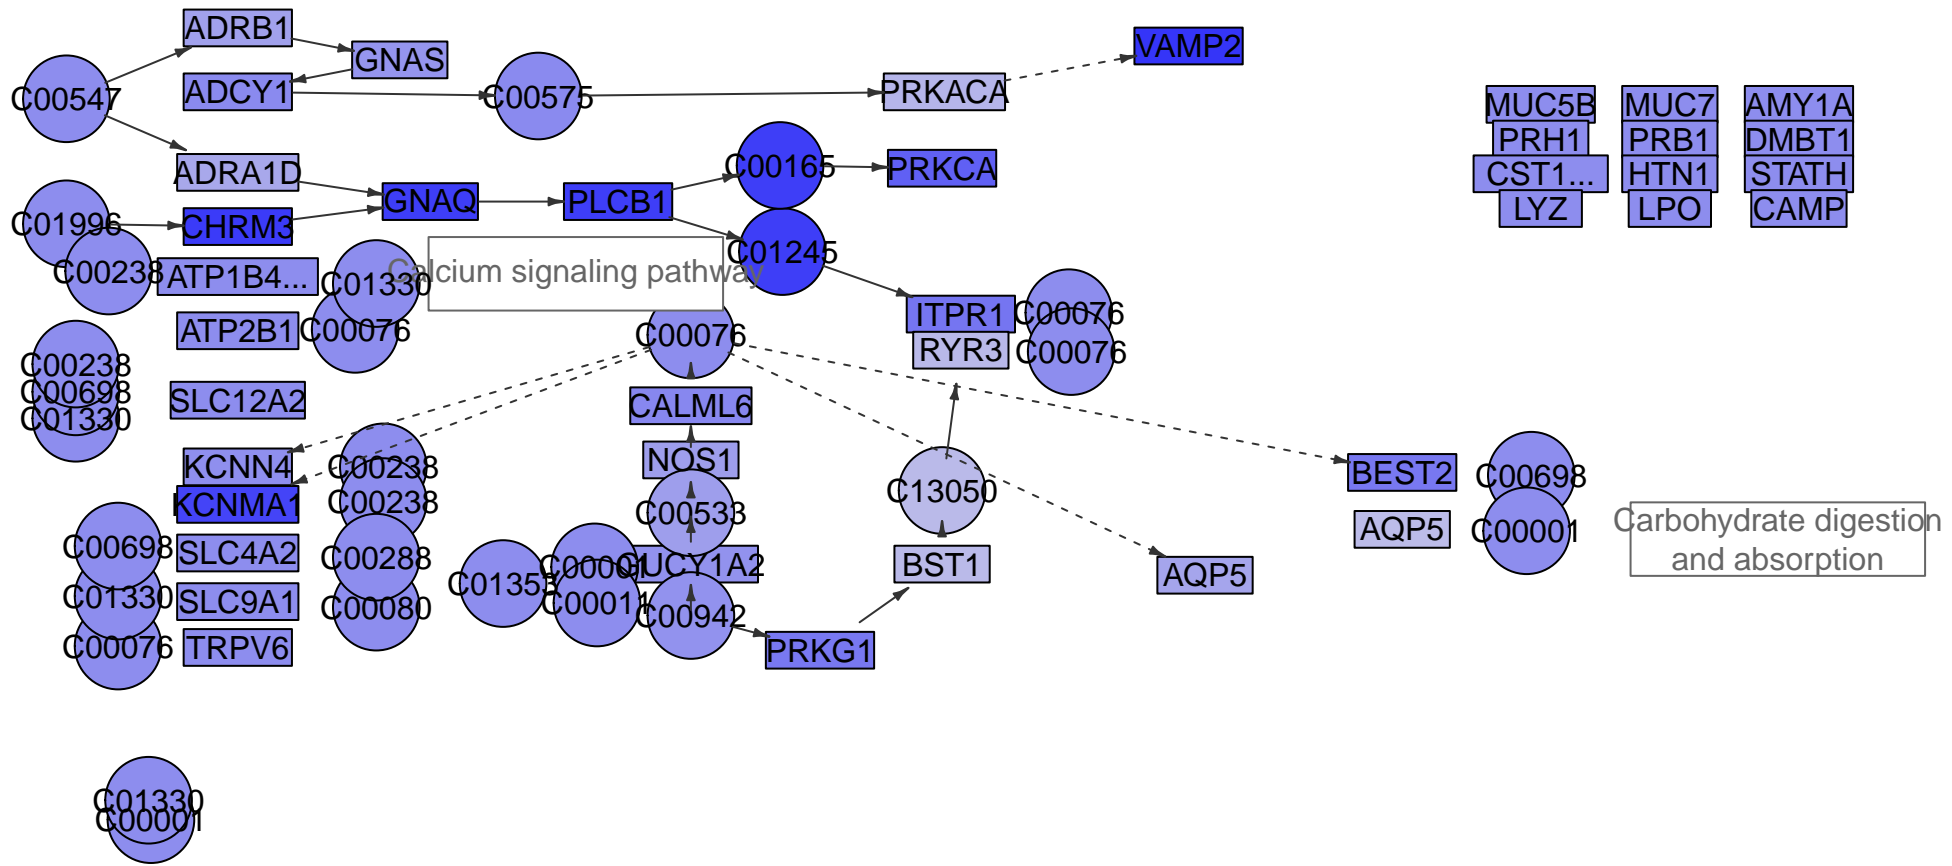 ADRB1
GNAS
VAMP2
C00547
ADCY1
C00575
PRKACA
MUC5B
MUC7
AMY1A
PRH1
PRB1
DMBT1
CST1...
HTN1
STATH
LYZ
LPO
CAMP
ADRA1D
C00165
PRKCA
GNAQ
PLCB1
C01996
CHRM3
C01245
C00238
ATP1B4...
C01330
Calcium signaling pathway
ATP2B1
C00076
C00076
ITPR1
C00076
RYR3
C00076
C00238
C00698
C01330
SLC12A2
CALML6
KCNN4
C00238
NOS1
KCNMA1
C00238
C00533
C13050
BEST2
C00698
AQP5
C00001
Carbohydrate digestion
and absorption
C00698
SLC4A2
C00288
C01353
C00001
GUCY1A2
BST1
AQP5
C01330
SLC9A1
C00080
C00011
C00942
C00076
TRPV6
PRKG1
C01330
C00001